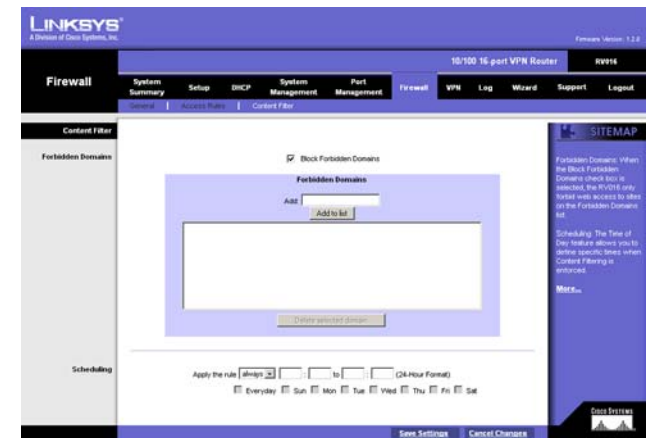 LINKSYS®
A Division of Cisco Systems, Inc.
Firmware Version: 1.2.0
10/100 16-port VPN Router
RV016
Firewall
System Summary
Setup
DHCP
System Management
Port Management
Firewall
VPN
Log
Wizard
Support
Logout
General | Access Rules | Content Filter
Content Filter
SITEMAP
Forbidden Domains
Block Forbidden Domains
Forbidden Domains
Add:
Add to list
Delete selected domain
Forbidden Domains: When
the Block Forbidden
Domains check box is
selected, the RV016 only
forbid web access to sites
on the Forbidden Domains
list.
Scheduling: The Time of
Day feature allows you to
define specific times when
Content Filtering is
enforced.
More...
Scheduling
Apply the rule always : to : (24-Hour Format)
Everyday Sun Mon Tue Wed Thu Fri Sat
CISCO SYSTEMS
Save Settings
Cancel Changes